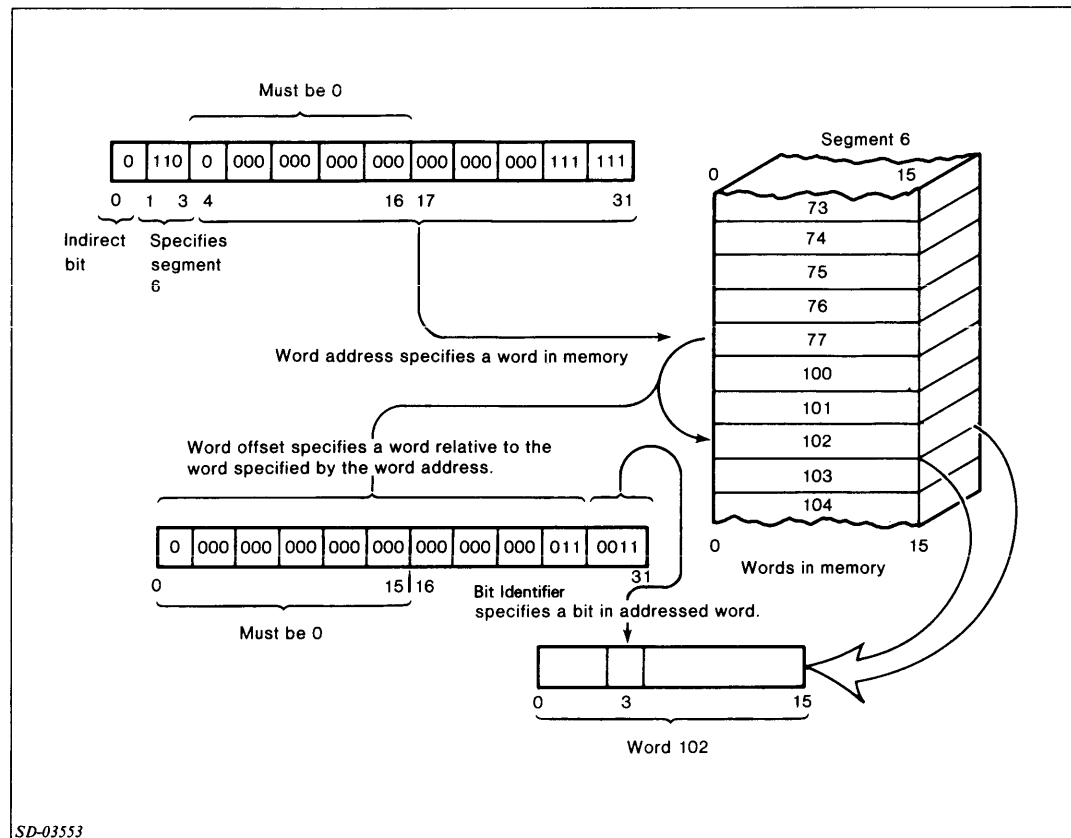 Must be 0
0 110 0 000 000 000 000 000 000 000 111 111
0 1 3 4 16 17 31
Indirect bit
Specifies segment 6
Word address specifies a word in memory
Segment 6
0 15
73
74
75
76
77
100
101
102
103
104
0 15
Words in memory
Word offset specifies a word relative to the
word specified by the word address.
0 000 000 000 000 000 000 000 000 011 0011
0 15 16 31
Must be 0
Bit Identifier
specifies a bit in addressed word.
0 3 15
Word 102
SD-03553